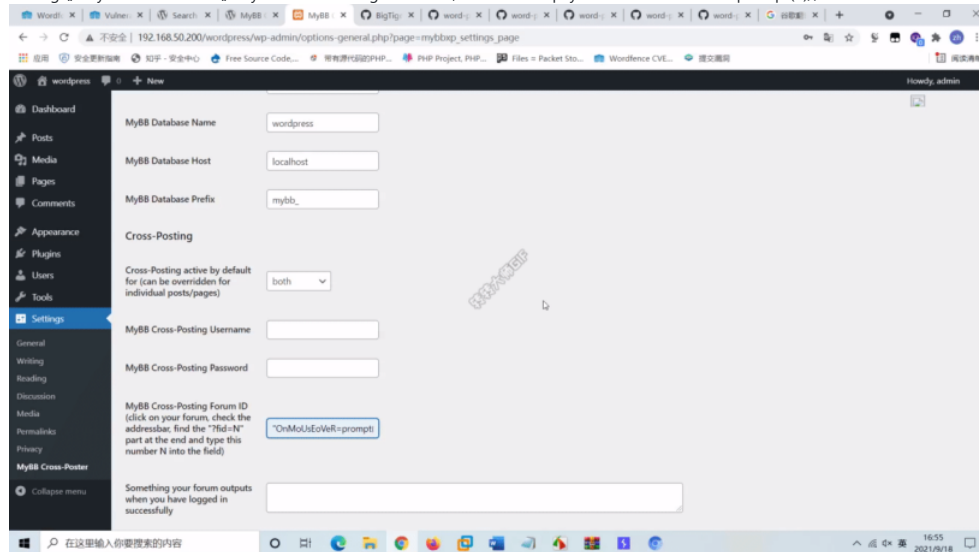 Wordfe
Vulner
Search
MyBB
MyBB
BigTig
word-p
word-p
word-p
word-p
word-p
谷歌翻
不安全 | 192.168.50.200/wordpress/wp-admin/options-general.php?page=mybbxp_settings_page
应用
安全更新指南
知乎 - 安全中心
Free Source Code,...
PHP Project, PHP...
Files ≈ Packet Sto...
Wordfence CVE...
提交漏洞
阅读清单
wordpress 0 + New Howdy, admin
Dashboard
Posts
Media
Pages
Comments
Appearance
Plugins
Users
Tools
Settings
General
Writing
Reading
Discussion
Media
Permalinks
Privacy
MyBB Cross-Poster
Collapse menu
MyBB Database Name wordpress
MyBB Database Host localhost
MyBB Database Prefix mybb_
Cross-Posting
Cross-Posting active by default
for (can be overridden for
individual posts/pages)
both
MyBB Cross-Posting Username
MyBB Cross-Posting Password
MyBB Cross-Posting Forum ID
(click on your forum, check the
addressbar, find the "?fid=N"
part at the end and type this
number N into the field)
"OnMoUsEoVeR=prompt(
Something your forum outputs
when you have logged in
successfully
在这里输入你要搜索的内容
英
16:55
2021/9/18